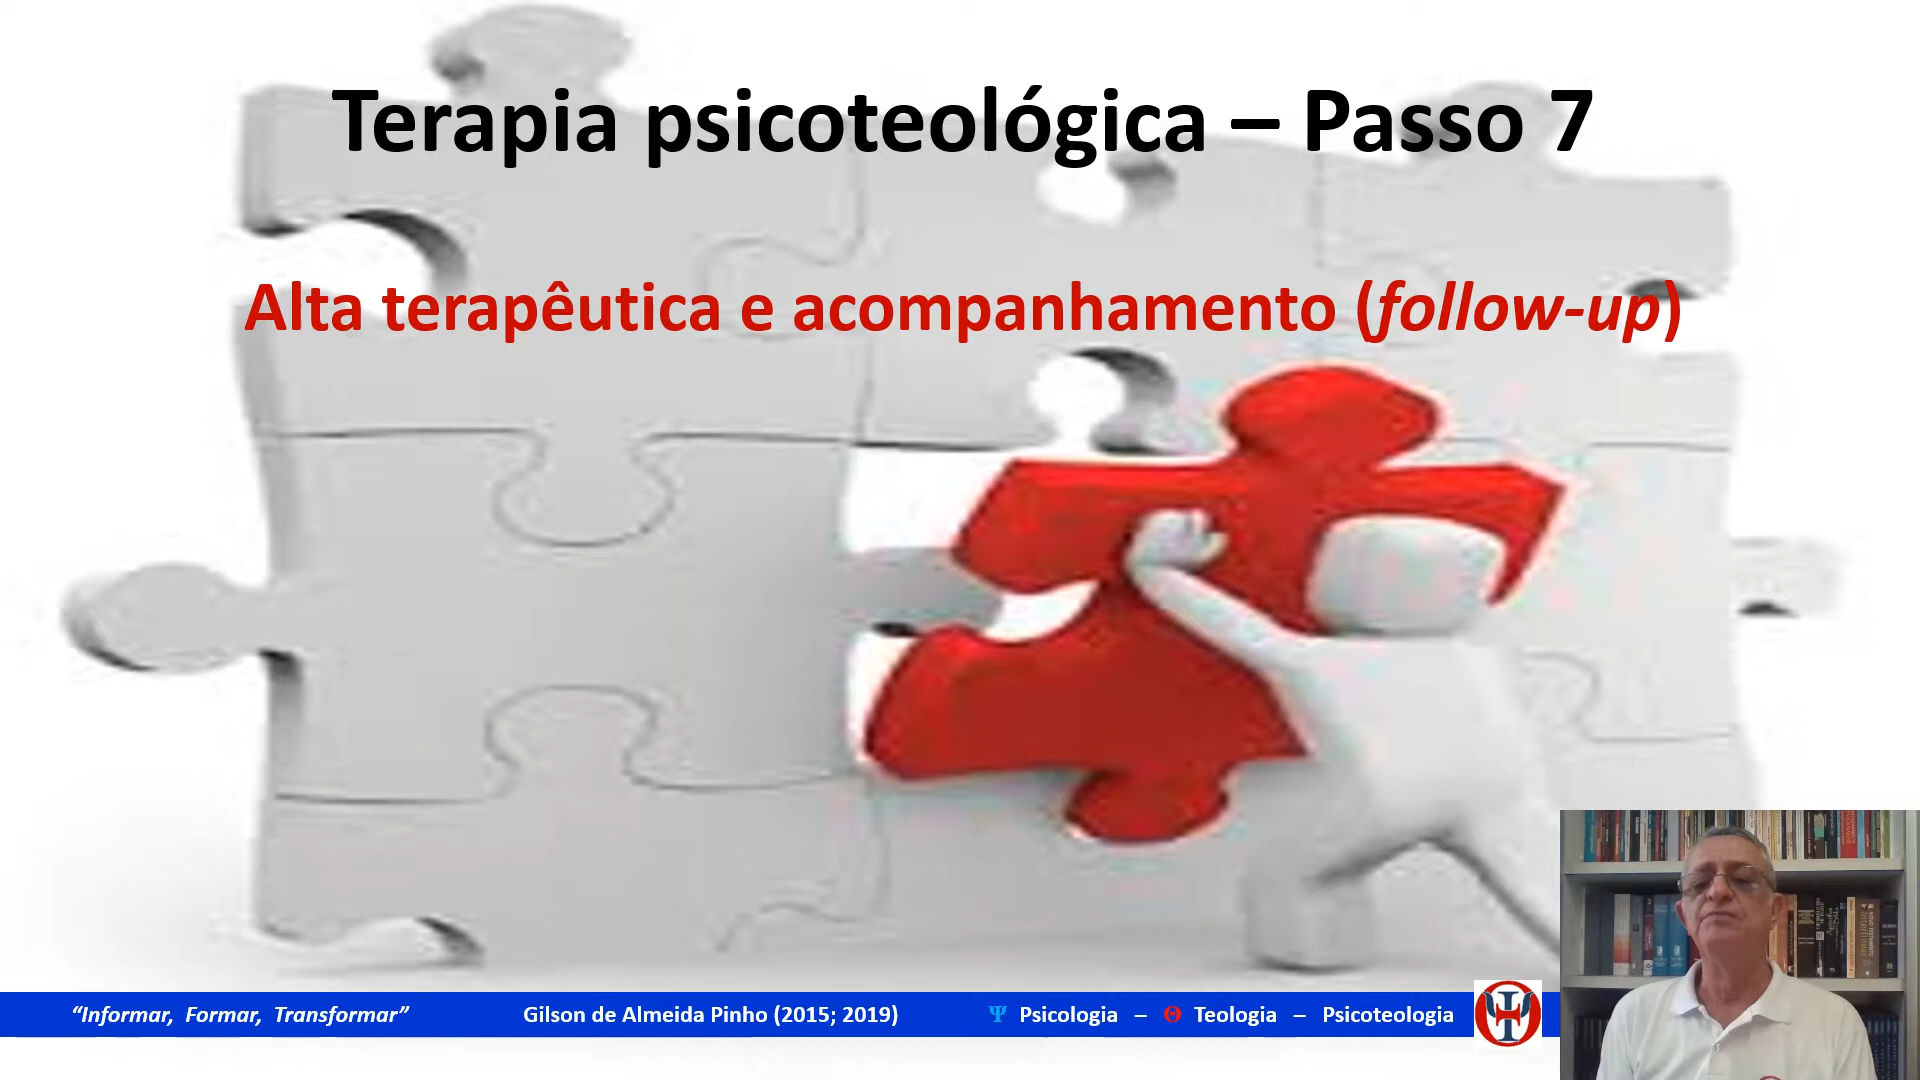 Terapia psicoteológica – Passo 7
Alta terapêutica e acompanhamento (follow-up)
“Informar, Formar, Transformar” Gilson de Almeida Pinho (2015; 2019) Ψ Psicologia – Θ Teologia – Psicoteologia